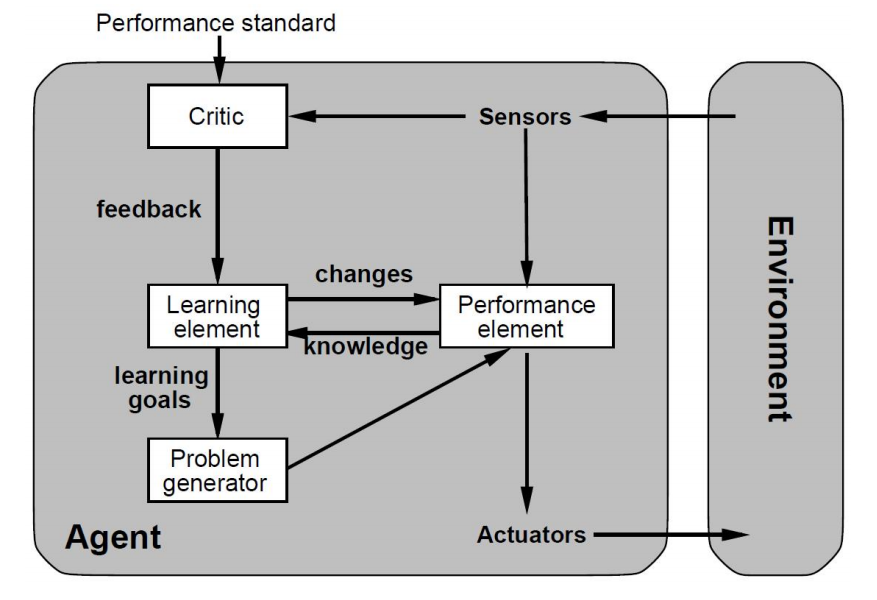 Performance standard
Critic
Sensors
feedback
changes
Learning
element
Performance
element
knowledge
learning
goals
Problem
generator
Agent
Actuators
Environment